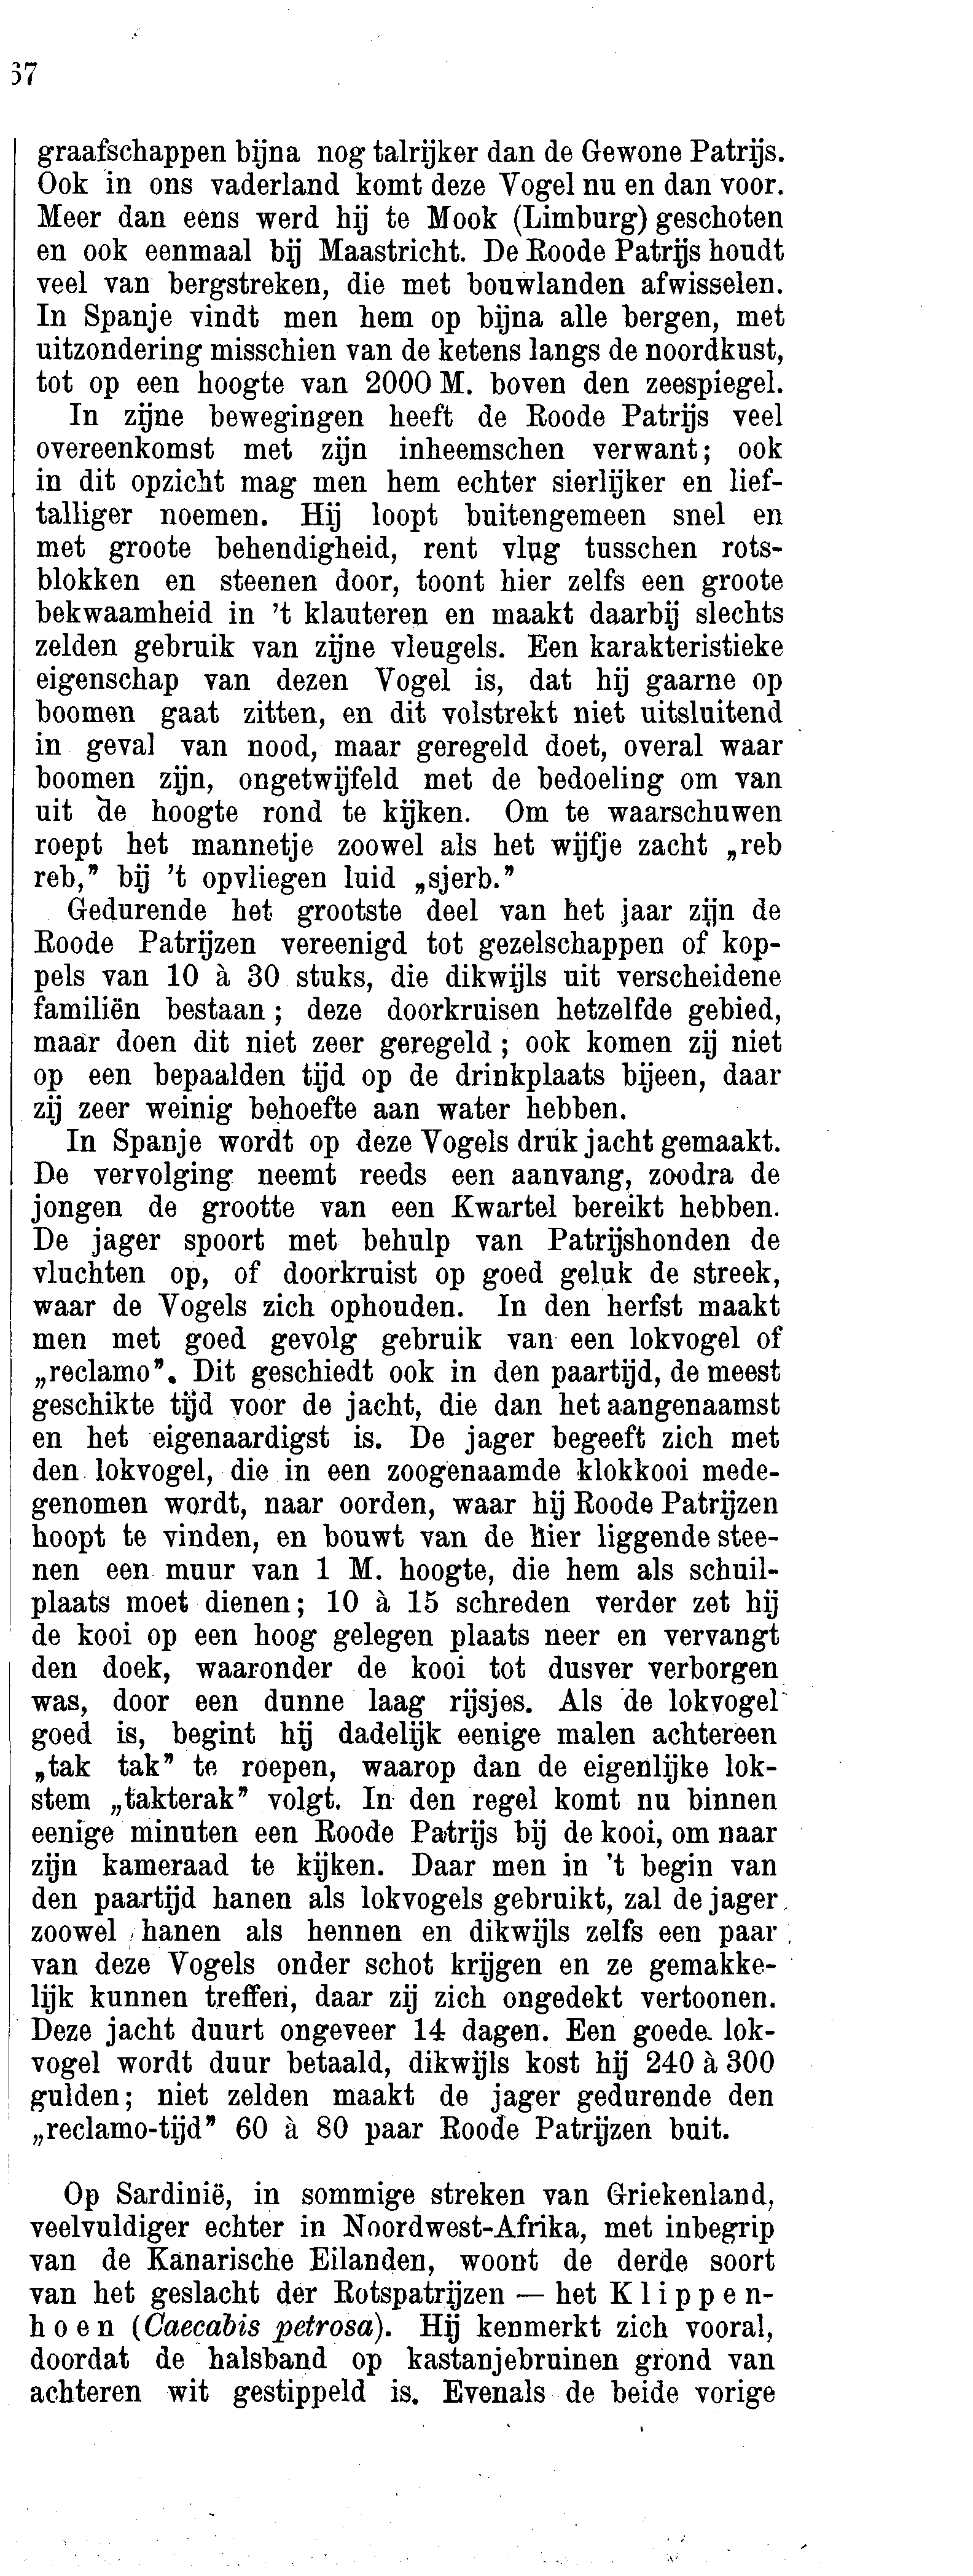 67
graafschappen bijna nog talrijker dan de Gewone Patrijs.
Ook in ons vaderland komt deze Vogel nu en dan voor.
Meer dan eens werd hij te Mook (Limburg) geschoten
en ook eenmaal bij Maastricht. De Roode Patrijs houdt
veel van bergstreken, die met bouwlanden afwisselen.
In Spanje vindt men hem op bijna alle bergen, met
uitzondering misschien van de ketens langs de noordkust,
tot op een hoogte van 2000 M. boven den zeespiegel.
In zijne bewegingen heeft de Roode Patrijs veel
overeenkomst met zijn inheemschen verwant; ook
in dit opzicht mag men hem echter sierlijker en lief-
talliger noemen. Hij loopt buitengemeen snel en
met groote behendigheid, rent vlug tusschen rots-
blokken en steenen door, toont hier zelfs een groote
bekwaamheid in 't klauteren en maakt daarbij slechts
zelden gebruik van zijne vleugels. Een karakteristieke
eigenschap van dezen Vogel is, dat hij gaarne op
boomen gaat zitten, en dit volstrekt niet uitsluitend
in geval van nood, maar geregeld doet, overal waar
boomen zijn, ongetwijfeld met de bedoeling om van
uit de hoogte rond te kijken. Om te waarschuwen
roept het mannetje zoowel als het wijfje zacht „reb
reb,” bij 't opvliegen luid „sjerb.”
Gedurende het grootste deel van het jaar zijn de
Roode Patrijzen vereenigd tot gezelschappen of kop-
pels van 10 à 30 stuks, die dikwijls uit verscheidene
familiën bestaan; deze doorkruisen hetzelfde gebied,
maar doen dit niet zeer geregeld; ook komen zij niet
op een bepaalden tijd op de drinkplaats bijeen, daar
zij zeer weinig behoefte aan water hebben.
In Spanje wordt op deze Vogels druk jacht gemaakt.
De vervolging neemt reeds een aanvang, zoodra de
jongen de grootte van een Kwartel bereikt hebben.
De jager spoort met behulp van Patrijshonden de
vluchten op, of doorkruist op goed geluk de streek,
waar de Vogels zich ophouden. In den herfst maakt
men met goed gevolg gebruik van een lokvogel of
„reclamo”. Dit geschiedt ook in den paartijd, de meest
geschikte tijd voor de jacht, die dan het aangenaamst
en het eigenaardigst is. De jager begeeft zich met
den lokvogel, die in een zoogenaamde klokkooi mede-
genomen wordt, naar oorden, waar hij Roode Patrijzen
hoopt te vinden, en bouwt van de hier liggende stee-
nen een muur van 1 M. hoogte, die hem als schuil-
plaats moet dienen; 10 à 15 schreden verder zet hij
de kooi op een hoog gelegen plaats neer en vervangt
den doek, waaronder de kooi tot dusver verborgen
was, door een dunne laag rijsjes. Als de lokvogel
goed is, begint hij dadelijk eenige malen achtereen
„tak tak” te roepen, waarop dan de eigenlijke lok-
stem „takterak” volgt. In den regel komt nu binnen
eenige minuten een Roode Patrijs bij de kooi, om naar
zijn kameraad te kijken. Daar men in 't begin van
den paartijd hanen als lokvogels gebruikt, zal de jager
zoowel hanen als hennen en dikwijls zelfs een paar
van deze Vogels onder schot krijgen en ze gemakke-
lijk kunnen treffen, daar zij zich ongedekt vertoonen.
Deze jacht duurt ongeveer 14 dagen. Een goede lok-
vogel wordt duur betaald, dikwijls kost hij 240 à 300
gulden; niet zelden maakt de jager gedurende den
„reclamo-tijd” 60 à 80 paar Roode Patrijzen buit.
Op Sardinië, in sommige streken van Griekenland,
veelvuldiger echter in Noordwest-Afrika, met inbegrip
van de Kanarische Eilanden, woont de derde soort
van het geslacht der Rotspatrijzen — het Klippen-
hoen (Caecabis petrosa). Hij kenmerkt zich vooral,
doordat de halsband op kastanjebruinen grond van
achteren wit gestippeld is. Evenals de beide vorige